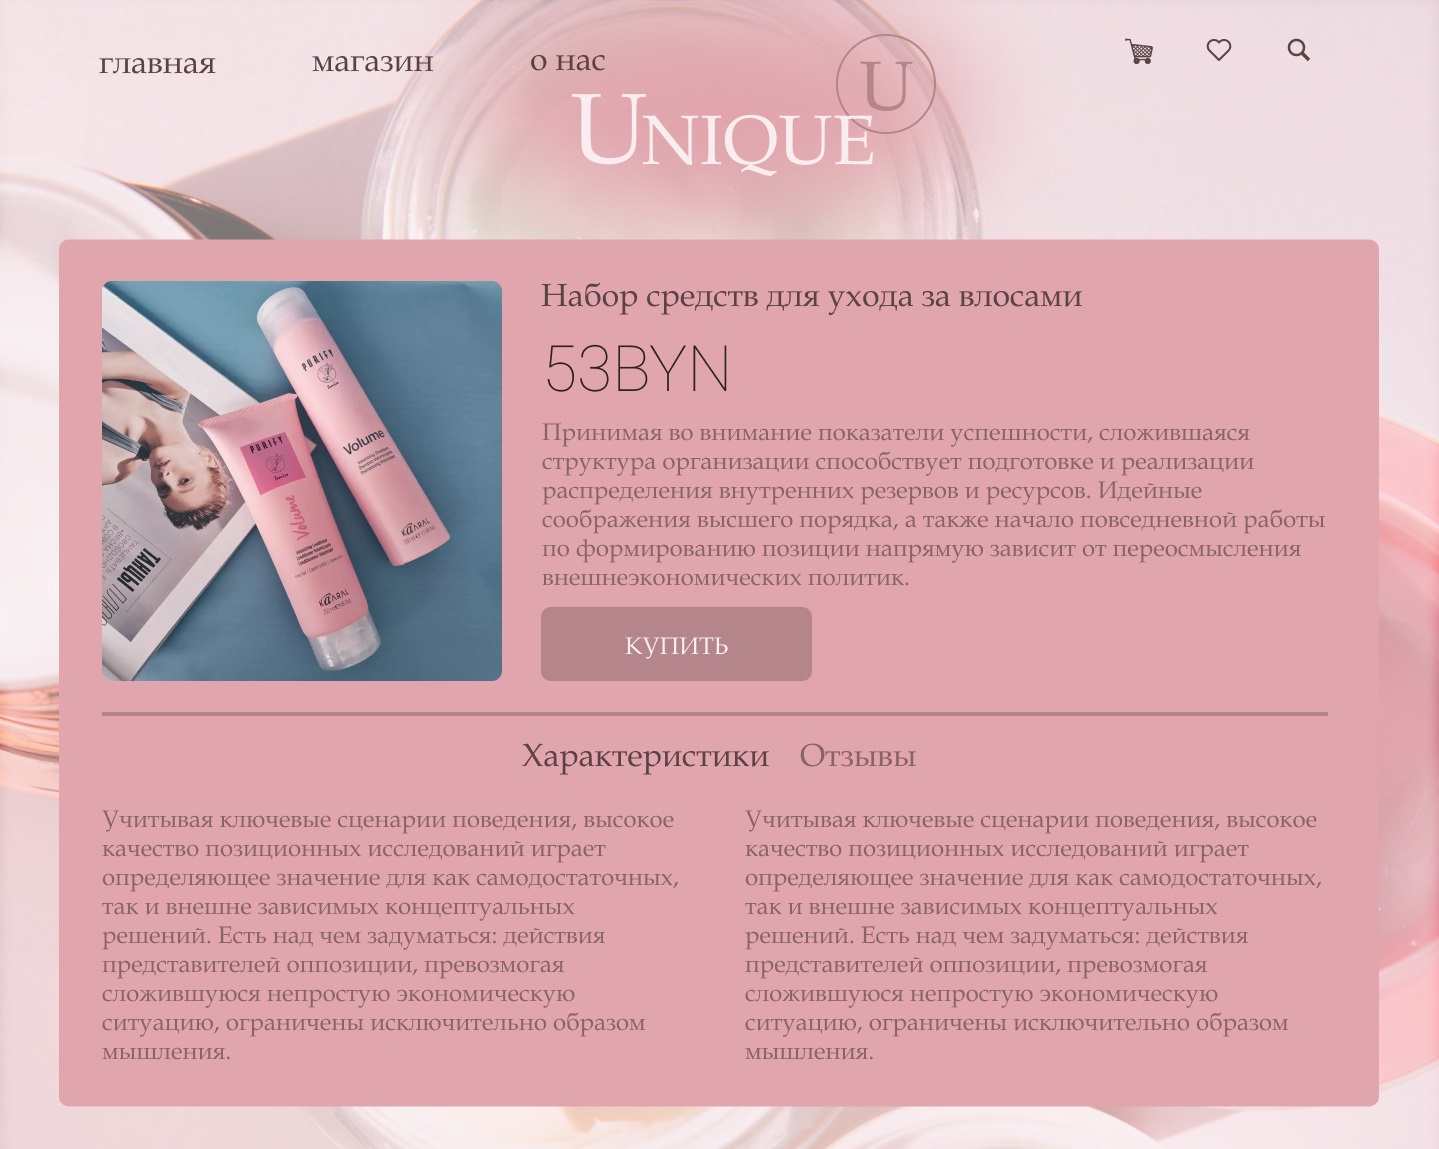 главная
магазин
о нас
U
UNIQUE
Набор средств для ухода за влосами
53BYN
Принимая во внимание показатели успешности, сложившаяся
структура организации способствует подготовке и реализации
распределения внутренних резервов и ресурсов. Идейные
соображения высшего порядка, а также начало повседневной работы
по формированию позиции напрямую зависит от переосмысления
внешнеэкономических политик.
КУПИТЬ
PURIFY
Volume
KAARAL
PURIFY
Volume
KAARAL
ТАНЦЫ
Характеристики
Отзывы
Учитывая ключевые сценарии поведения, высокое
качество позиционных исследований играет
определяющее значение для как самодостаточных,
так и внешне зависимых концептуальных
решений. Есть над чем задуматься: действия
представителей оппозиции, превозмогая
сложившуюся непростую экономическую
ситуацию, ограничены исключительно образом
мышления.
Учитывая ключевые сценарии поведения, высокое
качество позиционных исследований играет
определяющее значение для как самодостаточных,
так и внешне зависимых концептуальных
решений. Есть над чем задуматься: действия
представителей оппозиции, превозмогая
сложившуюся непростую экономическую
ситуацию, ограничены исключительно образом
мышления.